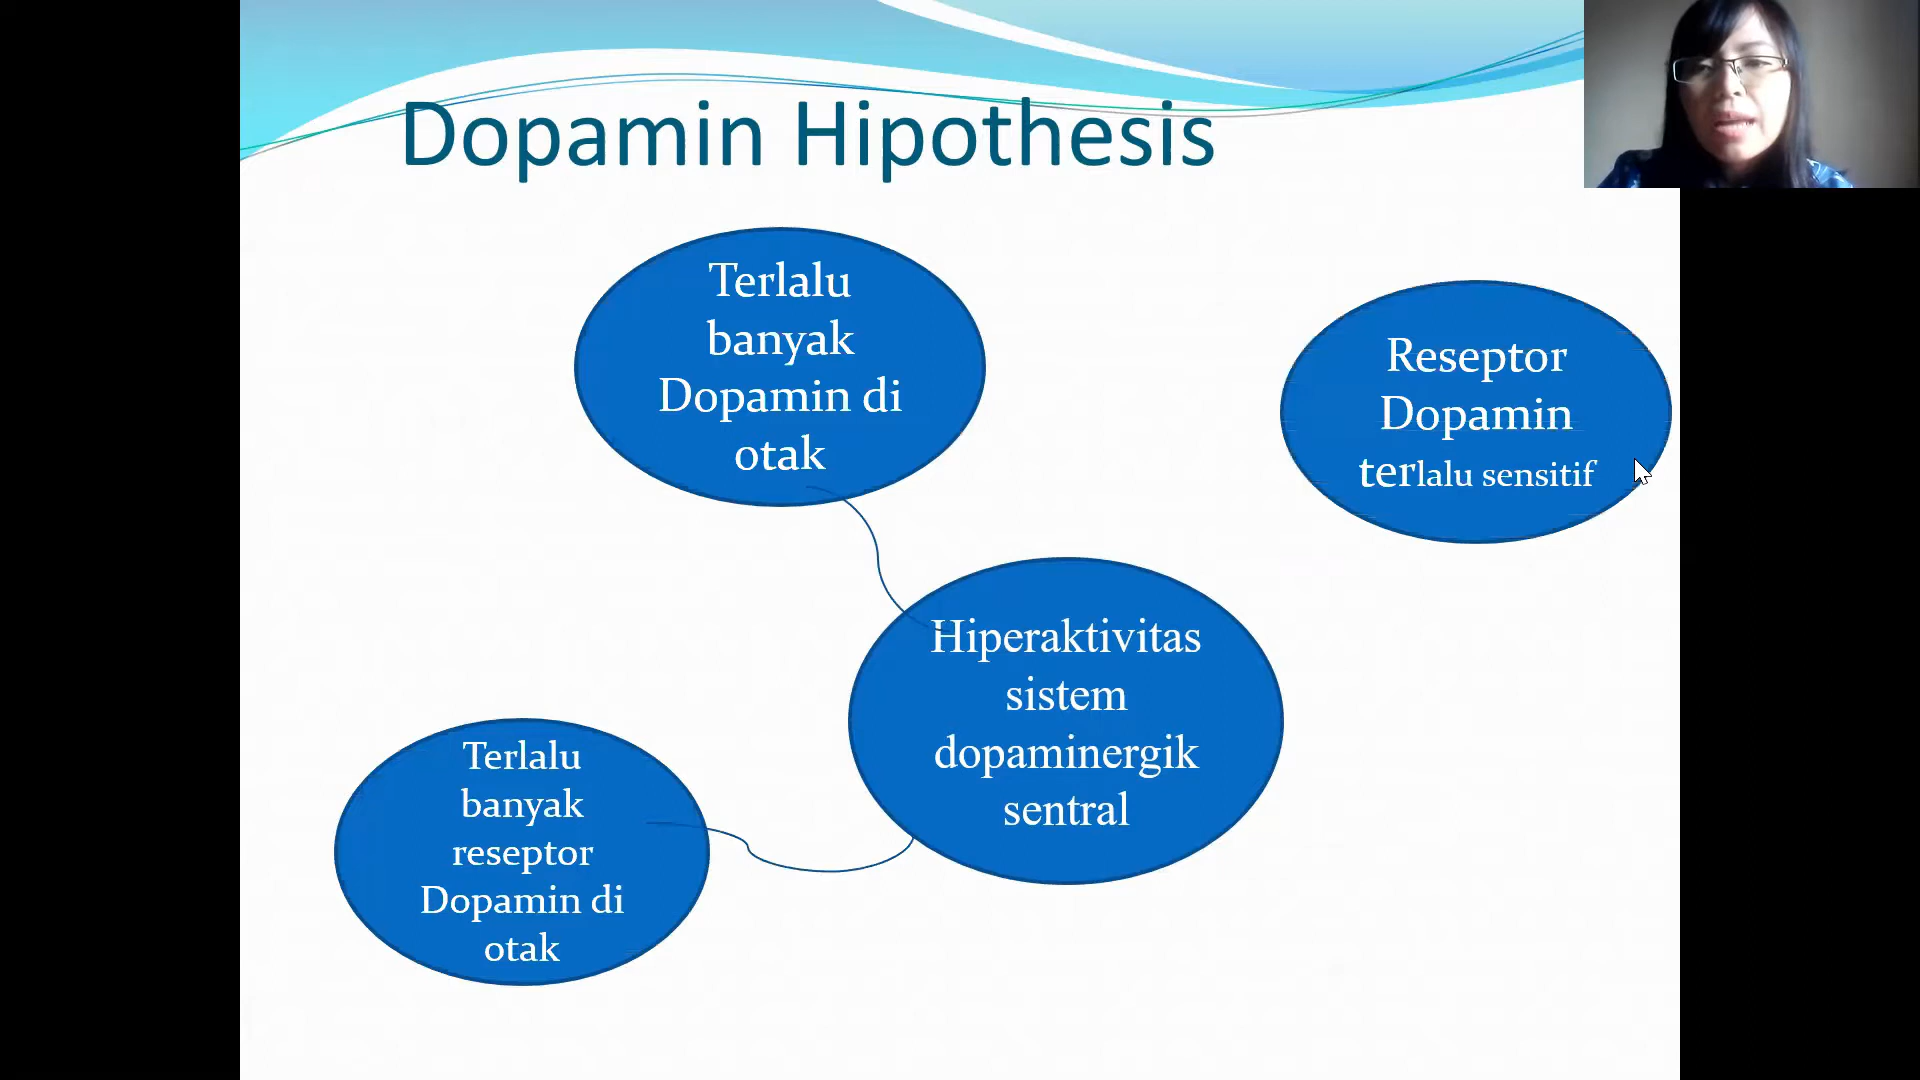 Dopamin Hipothesis
Terlalu
banyak
Dopamin di
otak
Reseptor
Dopamin
terlalu sensitif
Hiperaktivitas
sistem
dopaminergik
sentral
Terlalu
banyak
reseptor
Dopamin di
otak